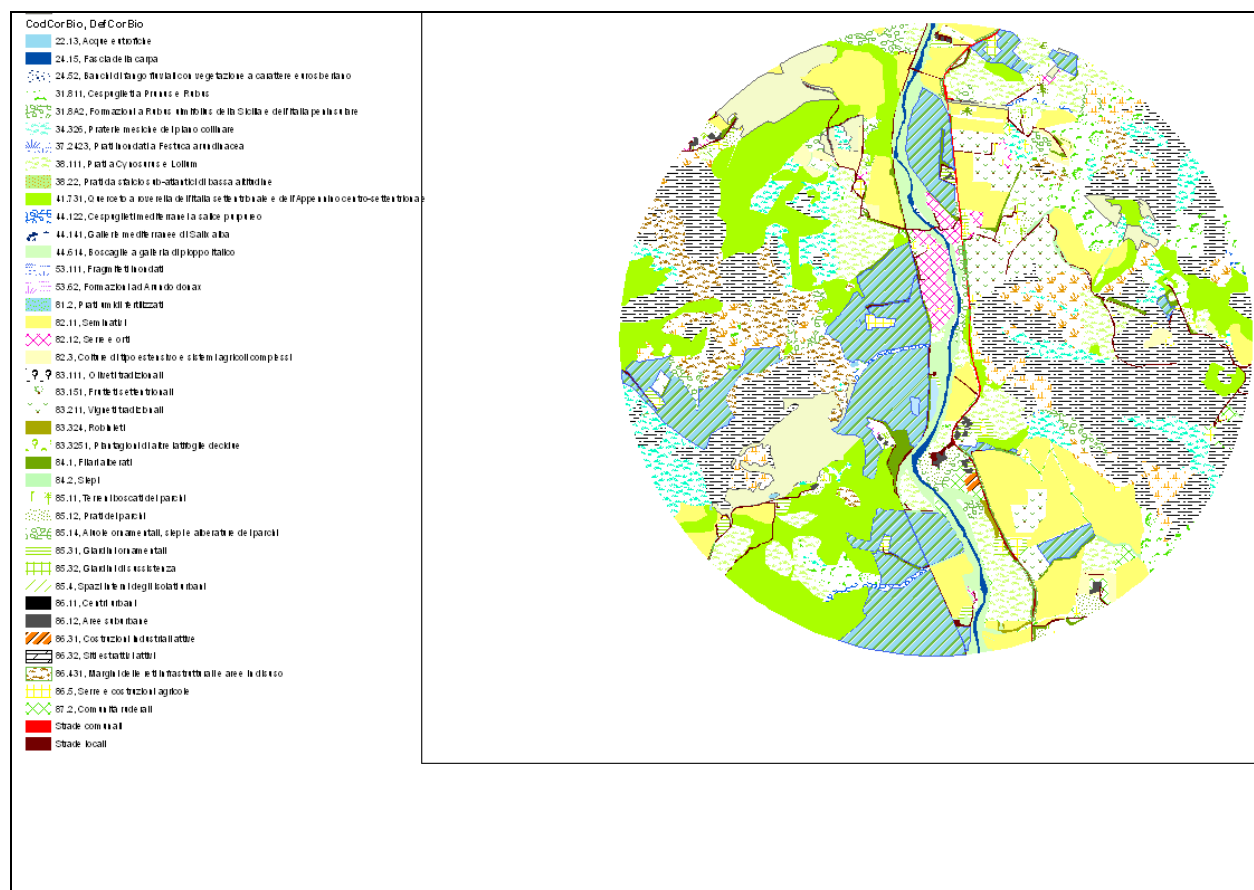 CodCorBio, DefCorBio
22.13, Acque eutrofiche
24.15, Fascia della carpa
24.52, Banchi di fango fluviali con vegetazione a carattere eurosiberiano
31.811, Cespuglieti a Prunus e Rubus
31.8A2, Formazioni a Rubus ulmifolius della Sicilia e dell'Italia peninsulare
34.326, Praterie mesiche del piano collinare
37.2423, Prati inondati a Festuca arundinacea
38.111, Prati a Cynosurus e Lolium
38.22, Prati da sfalcio sub-atlantici di bassa altitudine
41.731, Querceto a roverella dell'Italia settentrionale e dell'Appennino centro-settentrionale
44.122, Cespuglieti mediterranei a salice purpureo
44.141, Gallerie mediterranee di Salix alba
44.614, Boscaglie a galleria di pioppo italico
53.111, Fragmiteti inondati
53.62, Formazioni ad Arundo donax
81.2, Prati umidi fertilizzati
82.11, Seminativi
82.12, Serre e orti
82.3, Colture di tipo estensivo e sistemi agricoli complessi
83.111, Oliveti tradizionali
83.151, Frutteti settentrionali
83.211, Vigneti tradizionali
83.324, Robinieti
83.3251, Piantagioni di altre latifoglie decidue
84.1, Filari alberati
84.2, Siepi
85.11, Terreni boscati dei parchi
85.12, Prati dei parchi
85.14, Aiuole ornamentali, siepi e alberature dei parchi
85.31, Giardini ornamentali
85.32, Giardini di sussistenza
85.4, Spazi interni degli isolati urbani
86.11, Centri urbani
86.12, Aree suburbane
86.31, Costruzioni industriali attive
86.32, Siti estrattivi attivi
86.431, Margini delle reti infrastrutturali e aree in disuso
86.5, Serre e costruzioni agricole
87.2, Comunità ruderali
Strade comunali
Strade locali